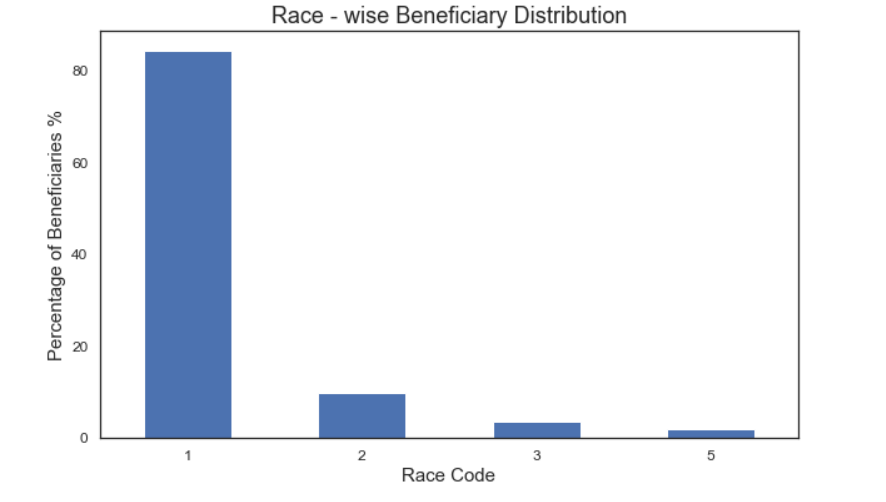 Race - wise Beneficiary Distribution
Percentage of Beneficiaries %
80
60
40
20
0
1 2 3 5
Race Code